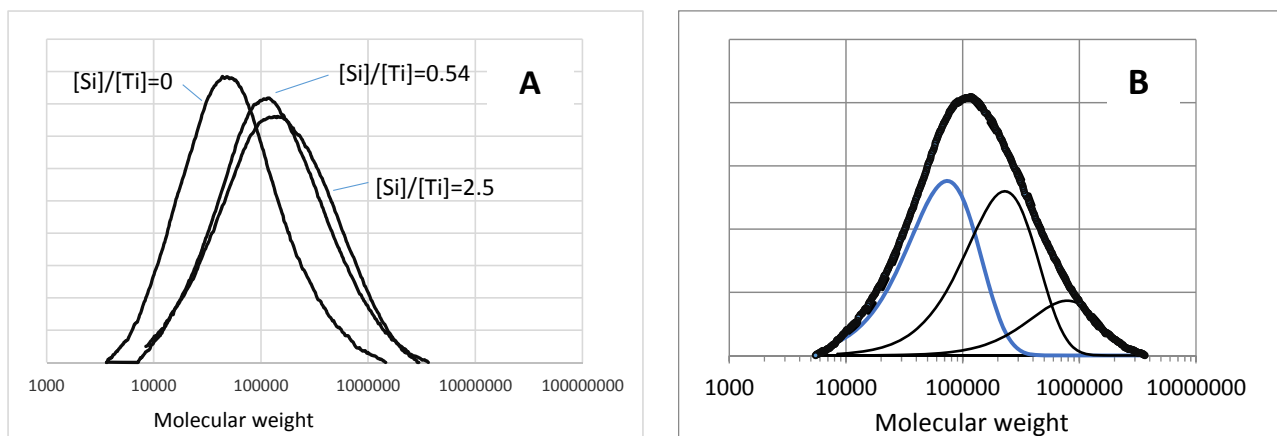 A
[Si]/[Ti]=0
[Si]/[Ti]=0.54
[Si]/[Ti]=2.5
1000 10000 100000 1000000 10000000 100000000
Molecular weight
B
1000 10000 100000 1000000 10000000
Molecular weight